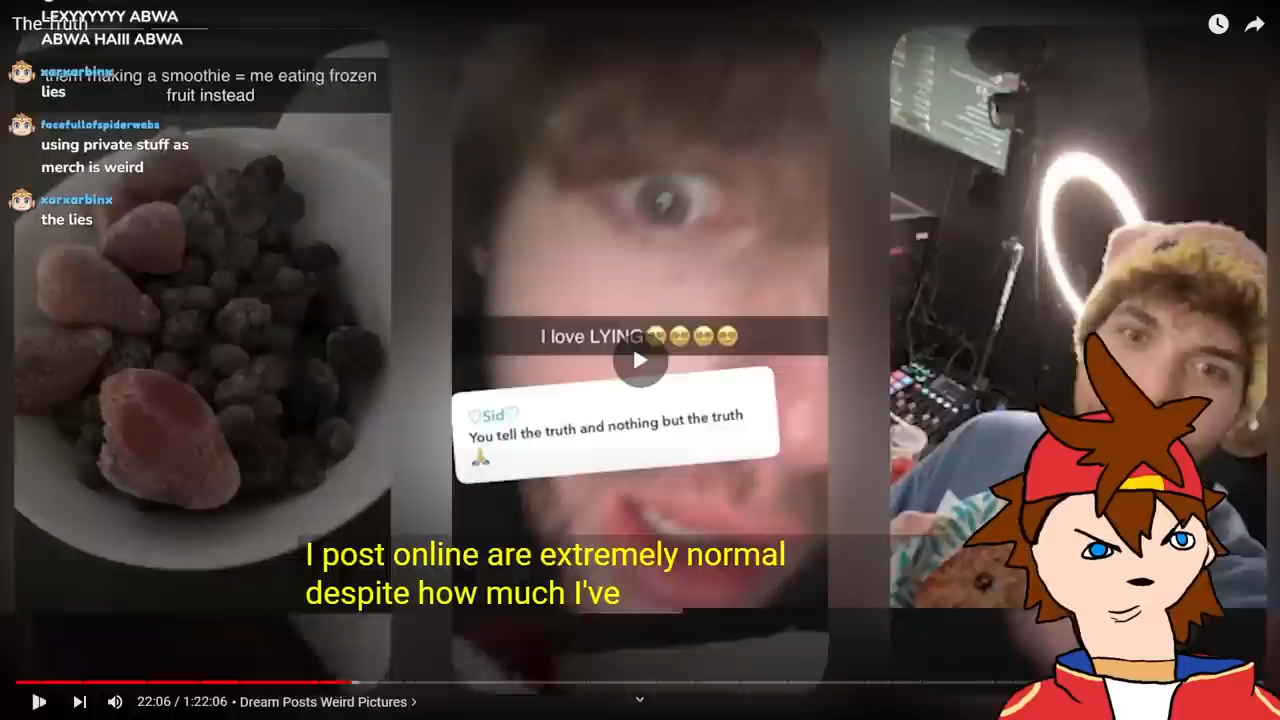 The Truth
LEXYYYYYY ABWA
ABWA HAIII ABWA
xarxarbinx
lies
them making a smoothie = me eating frozen
fruit instead
facefullofspiderwebs
using private stuff as
merch is weird
xarxarbinx
the lies
I love LYING
♡Sid♡
You tell the truth and nothing but the truth
🙏
I post online are extremely normal
despite how much I've
22:06 / 1:22:06 • Dream Posts Weird Pictures >